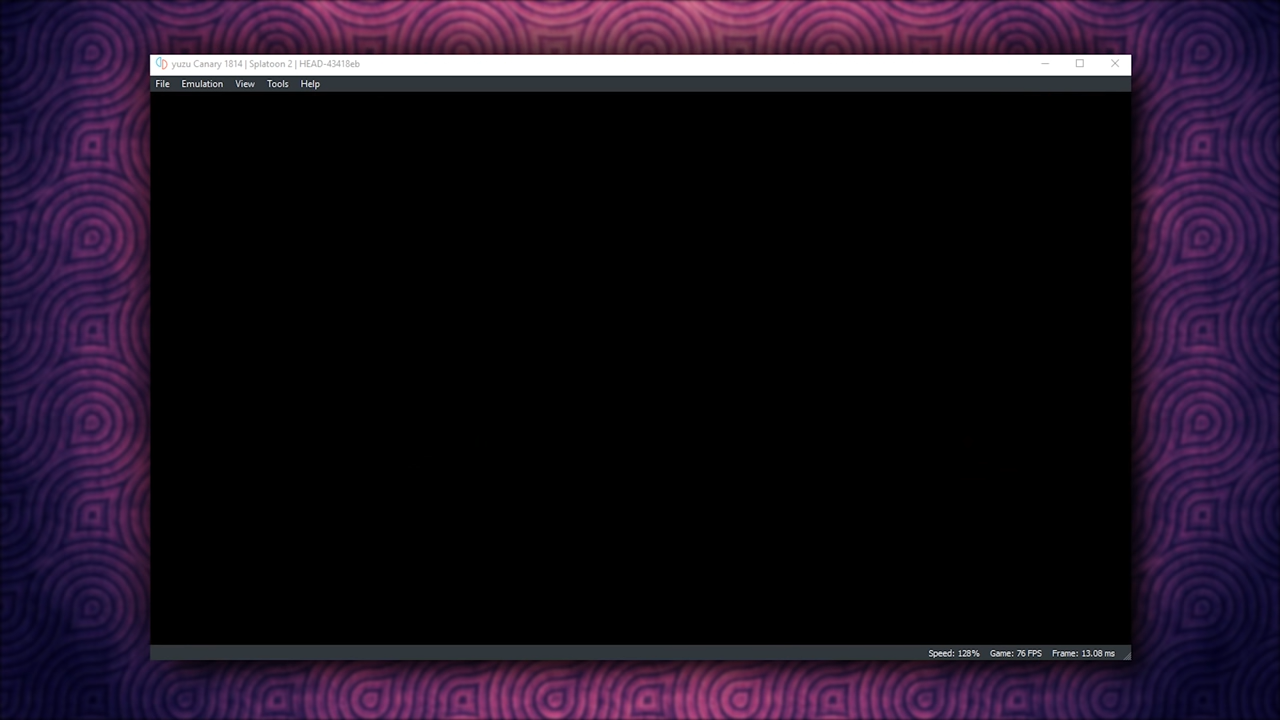 yuzu Canary 1814 | Splatoon 2 | HEAD-43418eb
File Emulation View Tools Help
Speed: 128% Game: 76 FPS Frame: 13.08 ms